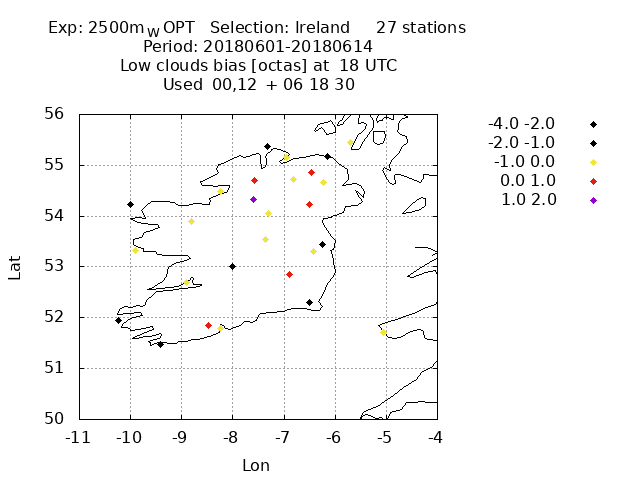 Exp: 2500m W OPT Selection: Ireland 27 stations
Period: 20180601-20180614
Low clouds bias [octas] at 18 UTC
Used 00,12 + 06 18 30
56
55
54
53
52
51
50
Lat
-11 -10 -9 -8 -7 -6 -5 -4
Lon
-4.0 -2.0
-2.0 -1.0
-1.0 0.0
0.0 1.0
1.0 2.0